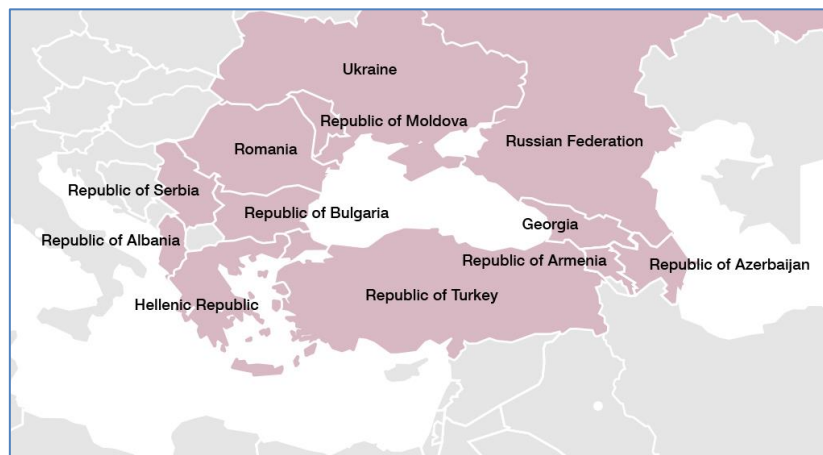 Ukraine
Republic of Moldova
Romania
Russian Federation
Republic of Serbia
Republic of Bulgaria
Georgia
Republic of Albania
Republic of Armenia
Republic of Azerbaijan
Hellenic Republic
Republic of Turkey